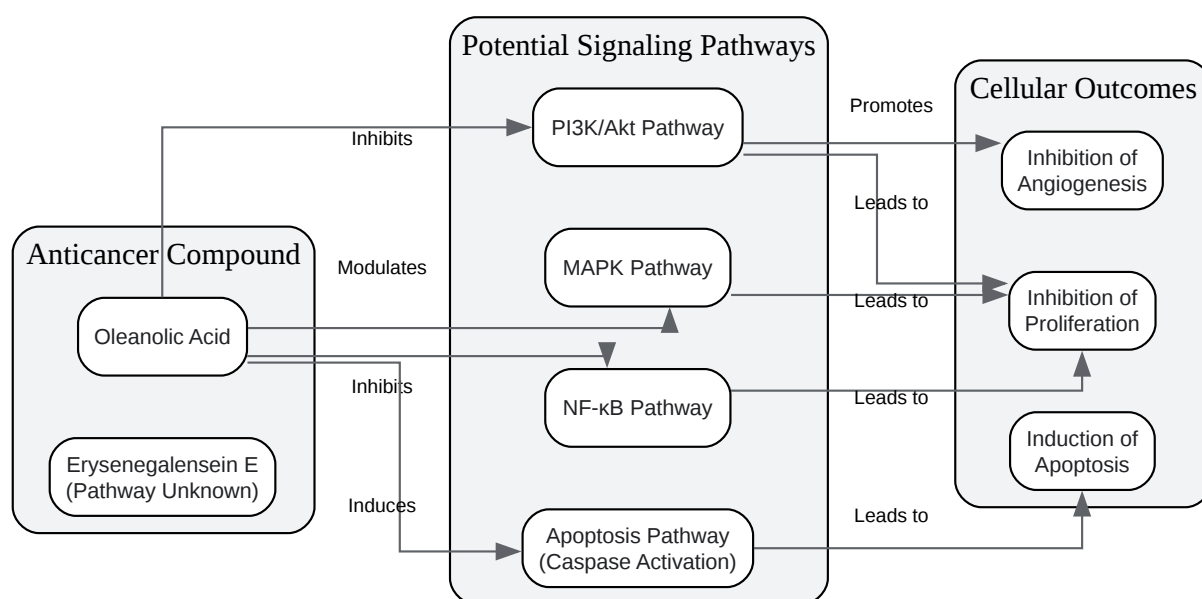 Anticancer Compound
Oleanolic Acid
Erysenegalensein E
(Pathway Unknown)
Inhibits
Modulates
Inhibits
Induces
Potential Signaling Pathways
PI3K/Akt Pathway
MAPK Pathway
NF-κB Pathway
Apoptosis Pathway
(Caspase Activation)
Promotes
Leads to
Leads to
Leads to
Leads to
Cellular Outcomes
Inhibition of
Angiogenesis
Inhibition of
Proliferation
Induction of
Apoptosis